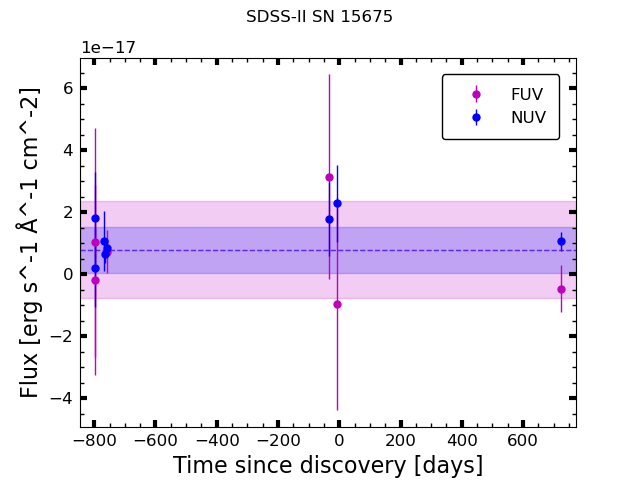 SDSS-II SN 15675
1e−17
FUV
NUV
6
4
2
0
−2
−4
Flux [erg s^-1 Å^-1 cm^-2]
−800 −600 −400 −200 0 200 400 600
Time since discovery [days]